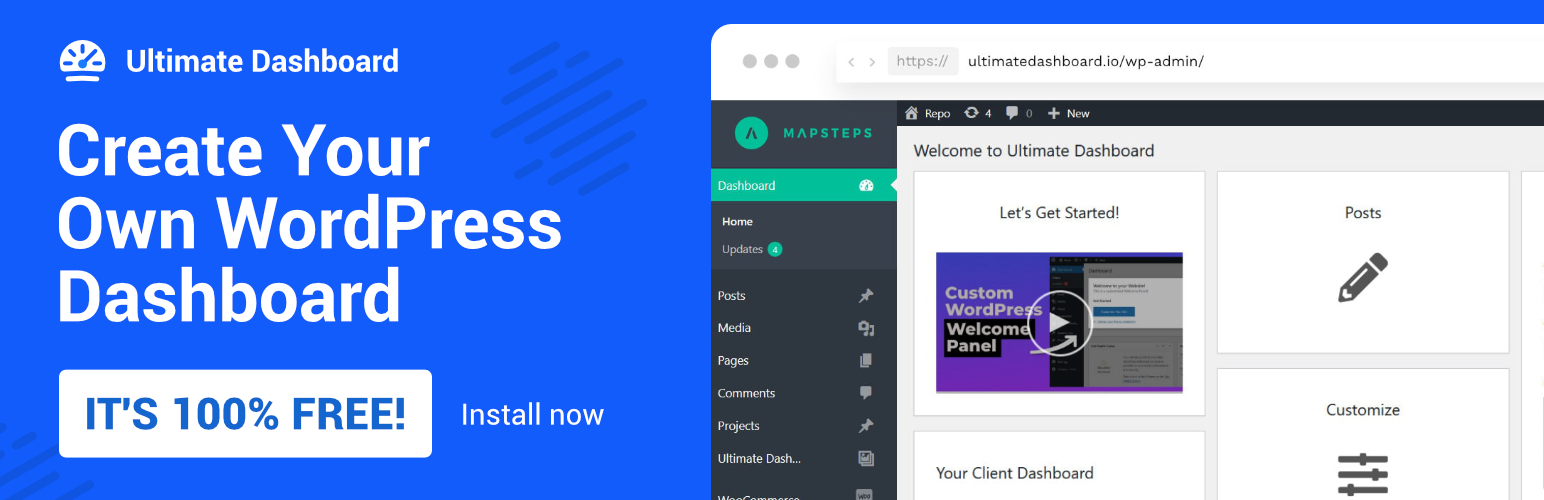 Ultimate Dashboard
Create Your
Own WordPress
Dashboard
IT'S 100% FREE!
Install now
https://
ultimatedashboard.io/wp-admin/
MAPSTEPS
Repo
4
0
New
Dashboard
Home
Updates 4
Posts
Media
Pages
Comments
Projects
Ultimate Dash...
WooCommerce
Welcome to Ultimate Dashboard
Let's Get Started!
Custom
WordPress
Welcome
Panel
Your Client Dashboard
Posts
Customize